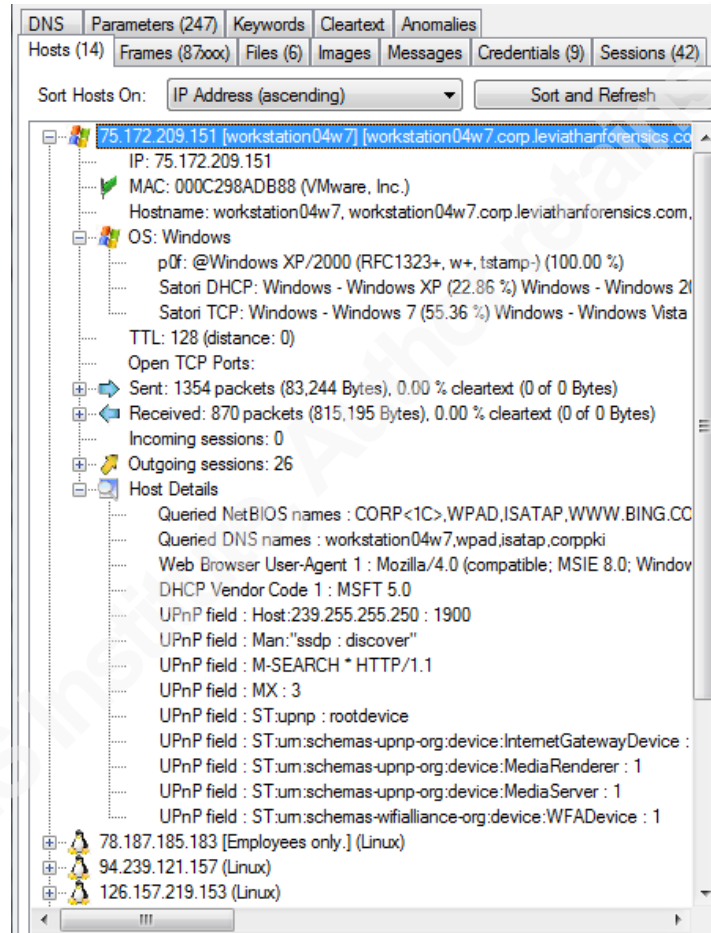 DNS Parameters (247) Keywords Cleartext Anomalies
Hosts (14) Frames (87xxx) Files (6) Images Messages Credentials (9) Sessions (42)
Sort Hosts On: IP Address (ascending) Sort and Refresh
75.172.209.151 [workstation04w7] [workstation04w7.corp.leviathanforensics.co
IP: 75.172.209.151
MAC: 000C298ADB88 (VMware, Inc.)
Hostname: workstation04w7, workstation04w7.corp.leviathanforensics.com,
OS: Windows
p0f: @Windows XP/2000 (RFC1323+, w+, tstamp-) (100.00 %)
Satori DHCP: Windows - Windows XP (22.86 %) Windows - Windows 20
Satori TCP: Windows - Windows 7 (55.36 %) Windows - Windows Vista
TTL: 128 (distance: 0)
Open TCP Ports:
Sent: 1354 packets (83,244 Bytes), 0.00 % cleartext (0 of 0 Bytes)
Received: 870 packets (815,195 Bytes), 0.00 % cleartext (0 of 0 Bytes)
Incoming sessions: 0
Outgoing sessions: 26
Host Details
Queried NetBIOS names : CORP<1C>,WPAD,ISATAP,WWW.BING.CO
Queried DNS names : workstation04w7,wpad,isatap,corppki
Web Browser User-Agent 1 : Mozilla/4.0 (compatible; MSIE 8.0; Window
DHCP Vendor Code 1 : MSFT 5.0
UPnP field : Host:239.255.255.250 : 1900
UPnP field : Man:"ssdp : discover"
UPnP field : M-SEARCH * HTTP/1.1
UPnP field : MX : 3
UPnP field : ST:upnp : rootdevice
UPnP field : ST:urn:schemas-upnp-org:device:InternetGatewayDevice :
UPnP field : ST:urn:schemas-upnp-org:device:MediaRenderer : 1
UPnP field : ST:urn:schemas-upnp-org:device:MediaServer : 1
UPnP field : ST:urn:schemas-wifialliance-org:device:WFADevice : 1
78.187.185.183 [Employees only.] (Linux)
94.239.121.157 (Linux)
126.157.219.153 (Linux)